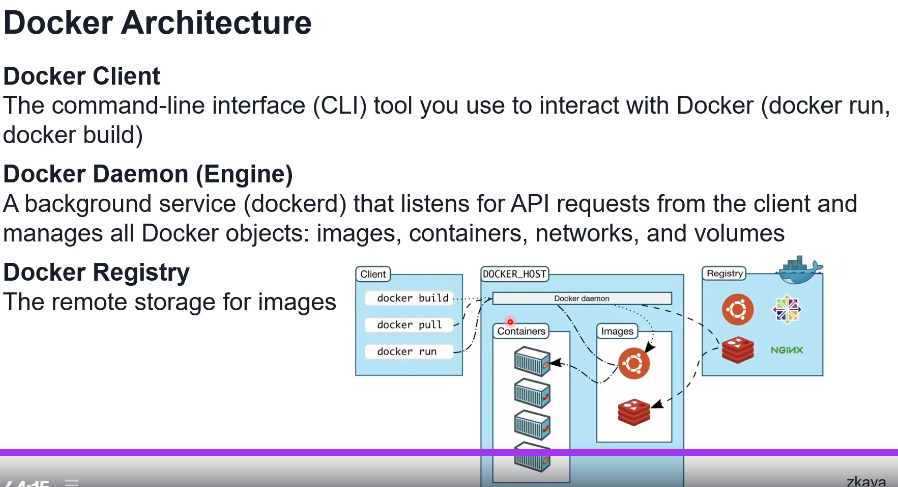 Docker Architecture
Docker Client
The command-line interface (CLI) tool you use to interact with Docker (docker run,
docker build)
Docker Daemon (Engine)
A background service (dockerd) that listens for API requests from the client and
manages all Docker objects: images, containers, networks, and volumes
Docker Registry
The remote storage for images
Client
docker build
docker pull
docker run
DOCKER_HOST
Docker daemon
Containers
Images
Registry
NGINX
zkaya